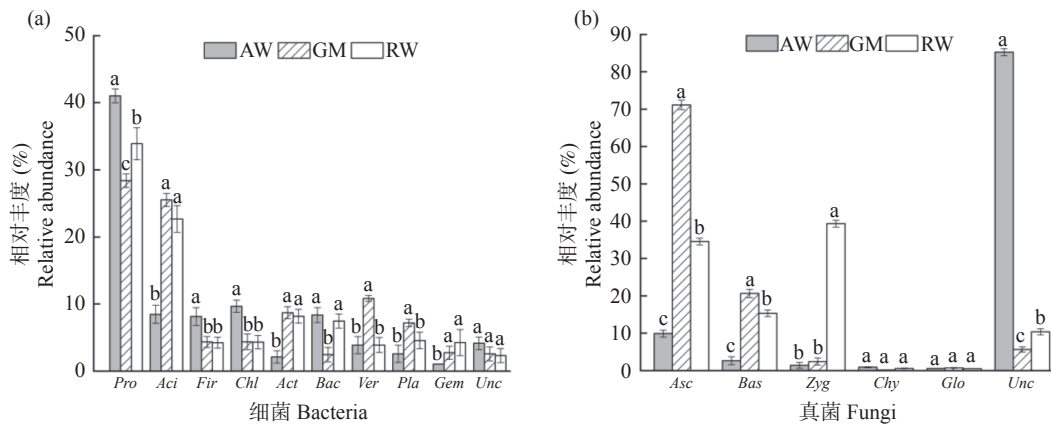 (a)
50
40
30
20
10
0
相对丰度 (%)
Relative abundance
AW GM RW
a c b
b a a
a b b
a b b
b a a
a b a
b a b
b a a
b a a
a a a
Pro Aci Fir Chl Act Bac Ver Pla Gem Unc
细菌 Bacteria
(b)
90
80
70
60
50
40
30
20
10
0
相对丰度 (%)
Relative abundance
AW GM RW
c a b
c a b
b b a
a a a
a a a
a c b
Asc Bas Zyg Chy Glo Unc
真菌 Fungi